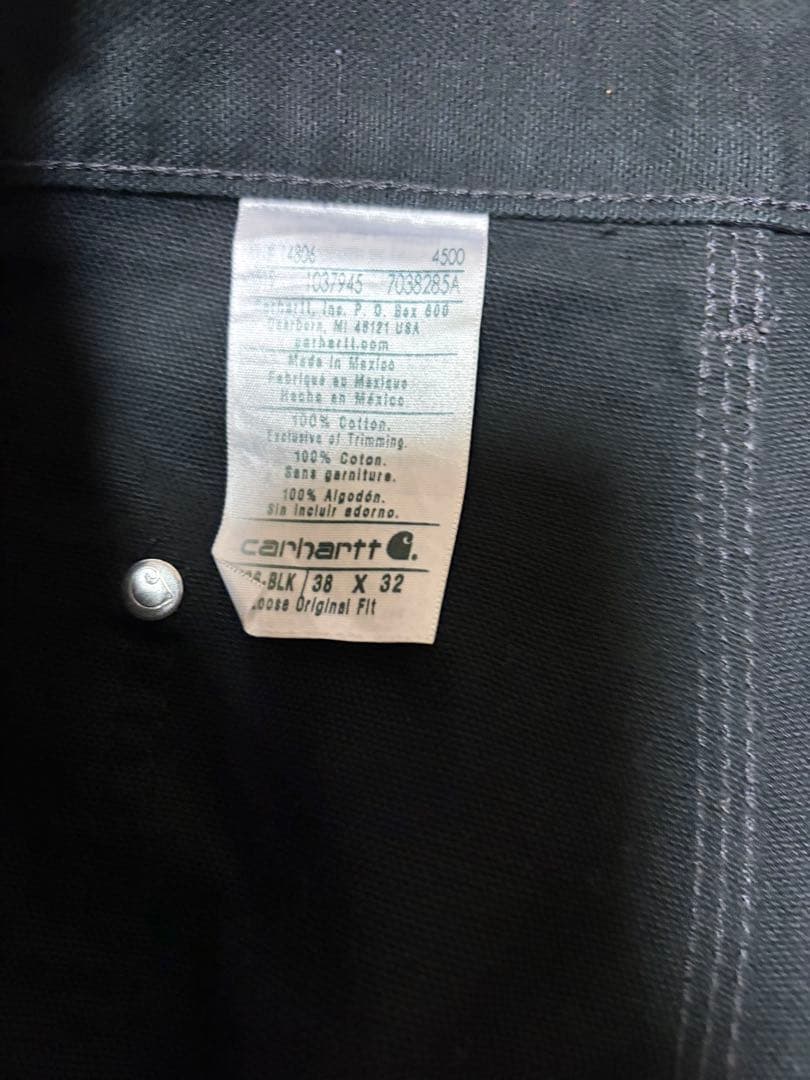 14806 4500
1037945 7038285A
Carhartt, Inc. P. O. Box 600
Dearborn, MI 48121 USA
carhartt.com
Made in Mexico
Fabriqué au Mexique
Hecho en México
100% Cotton.
Exclusive of Trimming.
100% Coton.
Sans garniture.
100% Algodón.
Sin incluir adorno.
carhartt
-BLK 38 X 32
Loose Original Fit